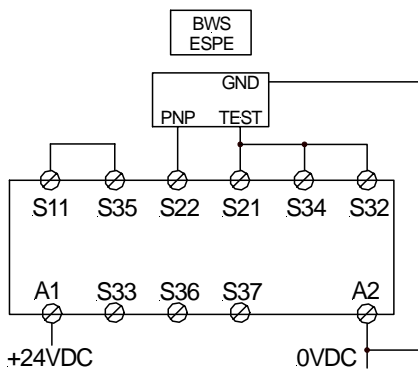 BWS
ESPE
GND
PNP TEST
S11 S35 S22 S21 S34 S32
A1 S33 S36 S37 A2
+24VDC 0VDC